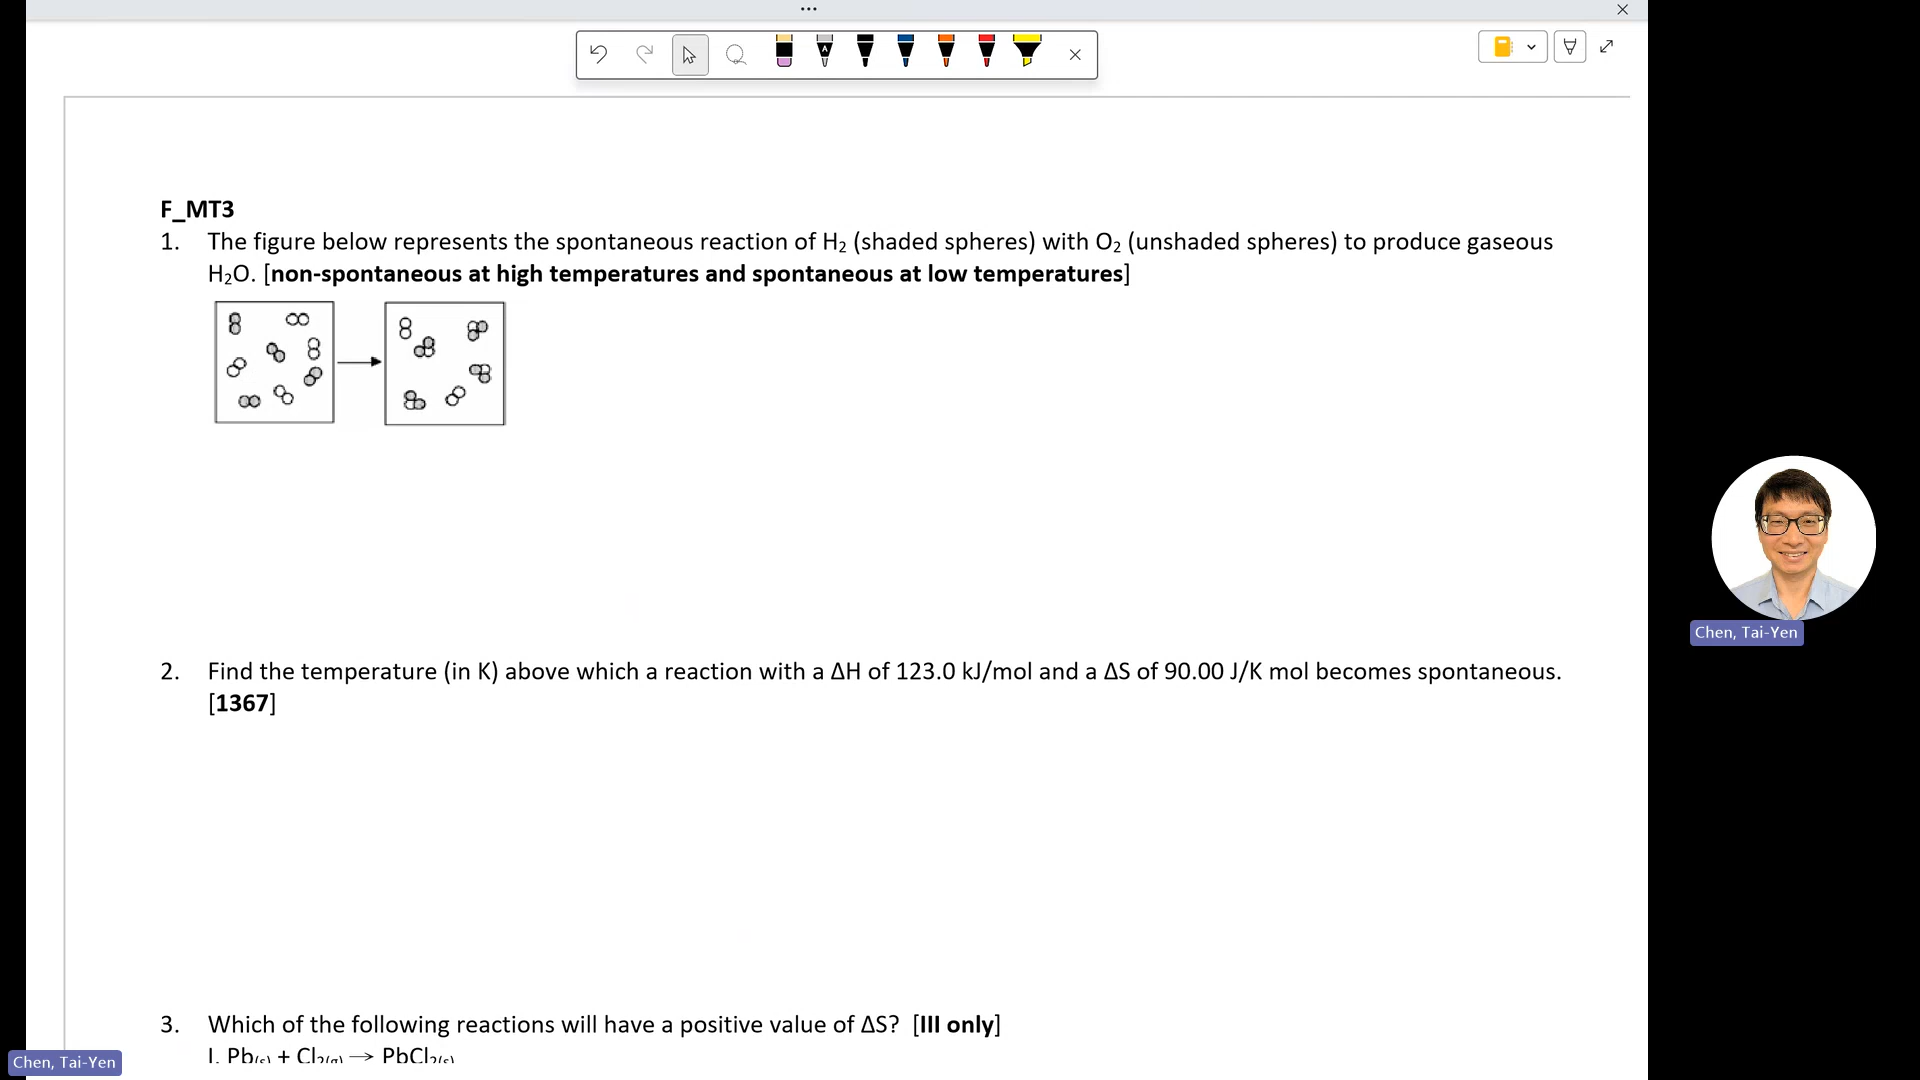 F_MT3
1. The figure below represents the spontaneous reaction of H₂ (shaded spheres) with O₂ (unshaded spheres) to produce gaseous
H₂O. [non-spontaneous at high temperatures and spontaneous at low temperatures]
2. Find the temperature (in K) above which a reaction with a ΔH of 123.0 kJ/mol and a ΔS of 90.00 J/K mol becomes spontaneous.
[1367]
Chen, Tai-Yen
3. Which of the following reactions will have a positive value of ΔS? [III only]
I. Pb₍ₛ₎ + Cl₂(g) → PbCl₂(s)
Chen, Tai-Yen